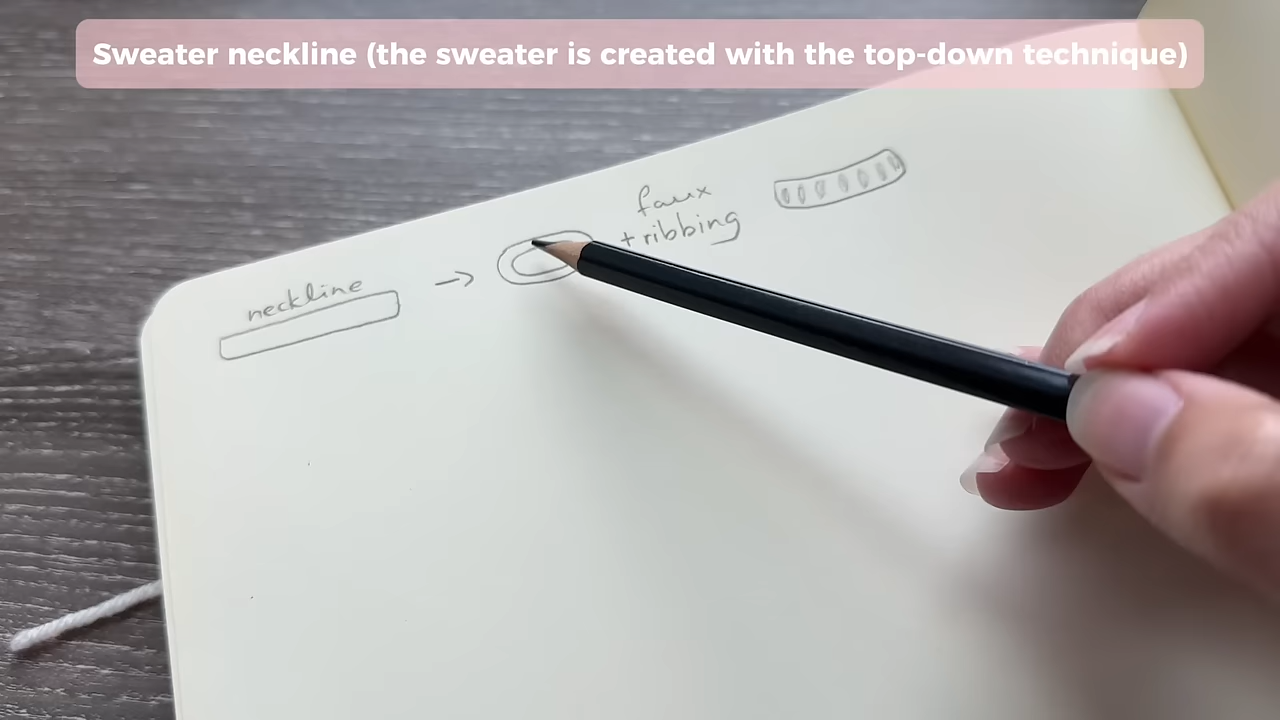 Sweater neckline (the sweater is created with the top-down technique)
neckline
→
faux
+ ribbing